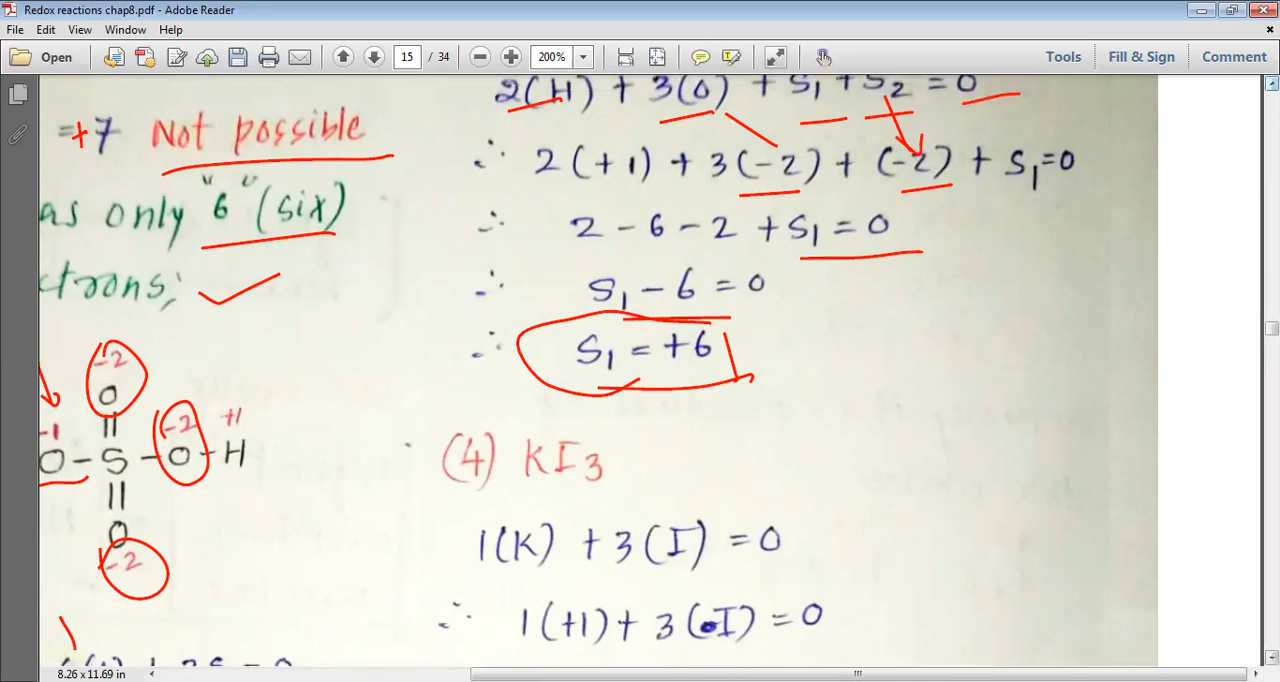 Redox reactions chap8.pdf - Adobe Reader
File Edit View Window Help
Open 15 / 34 200% Tools Fill & Sign Comment
=+7 Not possible
as only "6" (six)
ctrons;
-2
O
-1 -2 +1
O-S-O-H
O
-2
2(H) + 3(O) + S1 + S2 = 0
∴ 2(+1) + 3(-2) + (-2) + S1=0
∴ 2-6-2+S1=0
∴ S1-6=0
∴ S1=+6
(4) KI3
1(K) +3(I) =0
∴ 1(+1)+3(I)=0
8.26 x 11.69 in